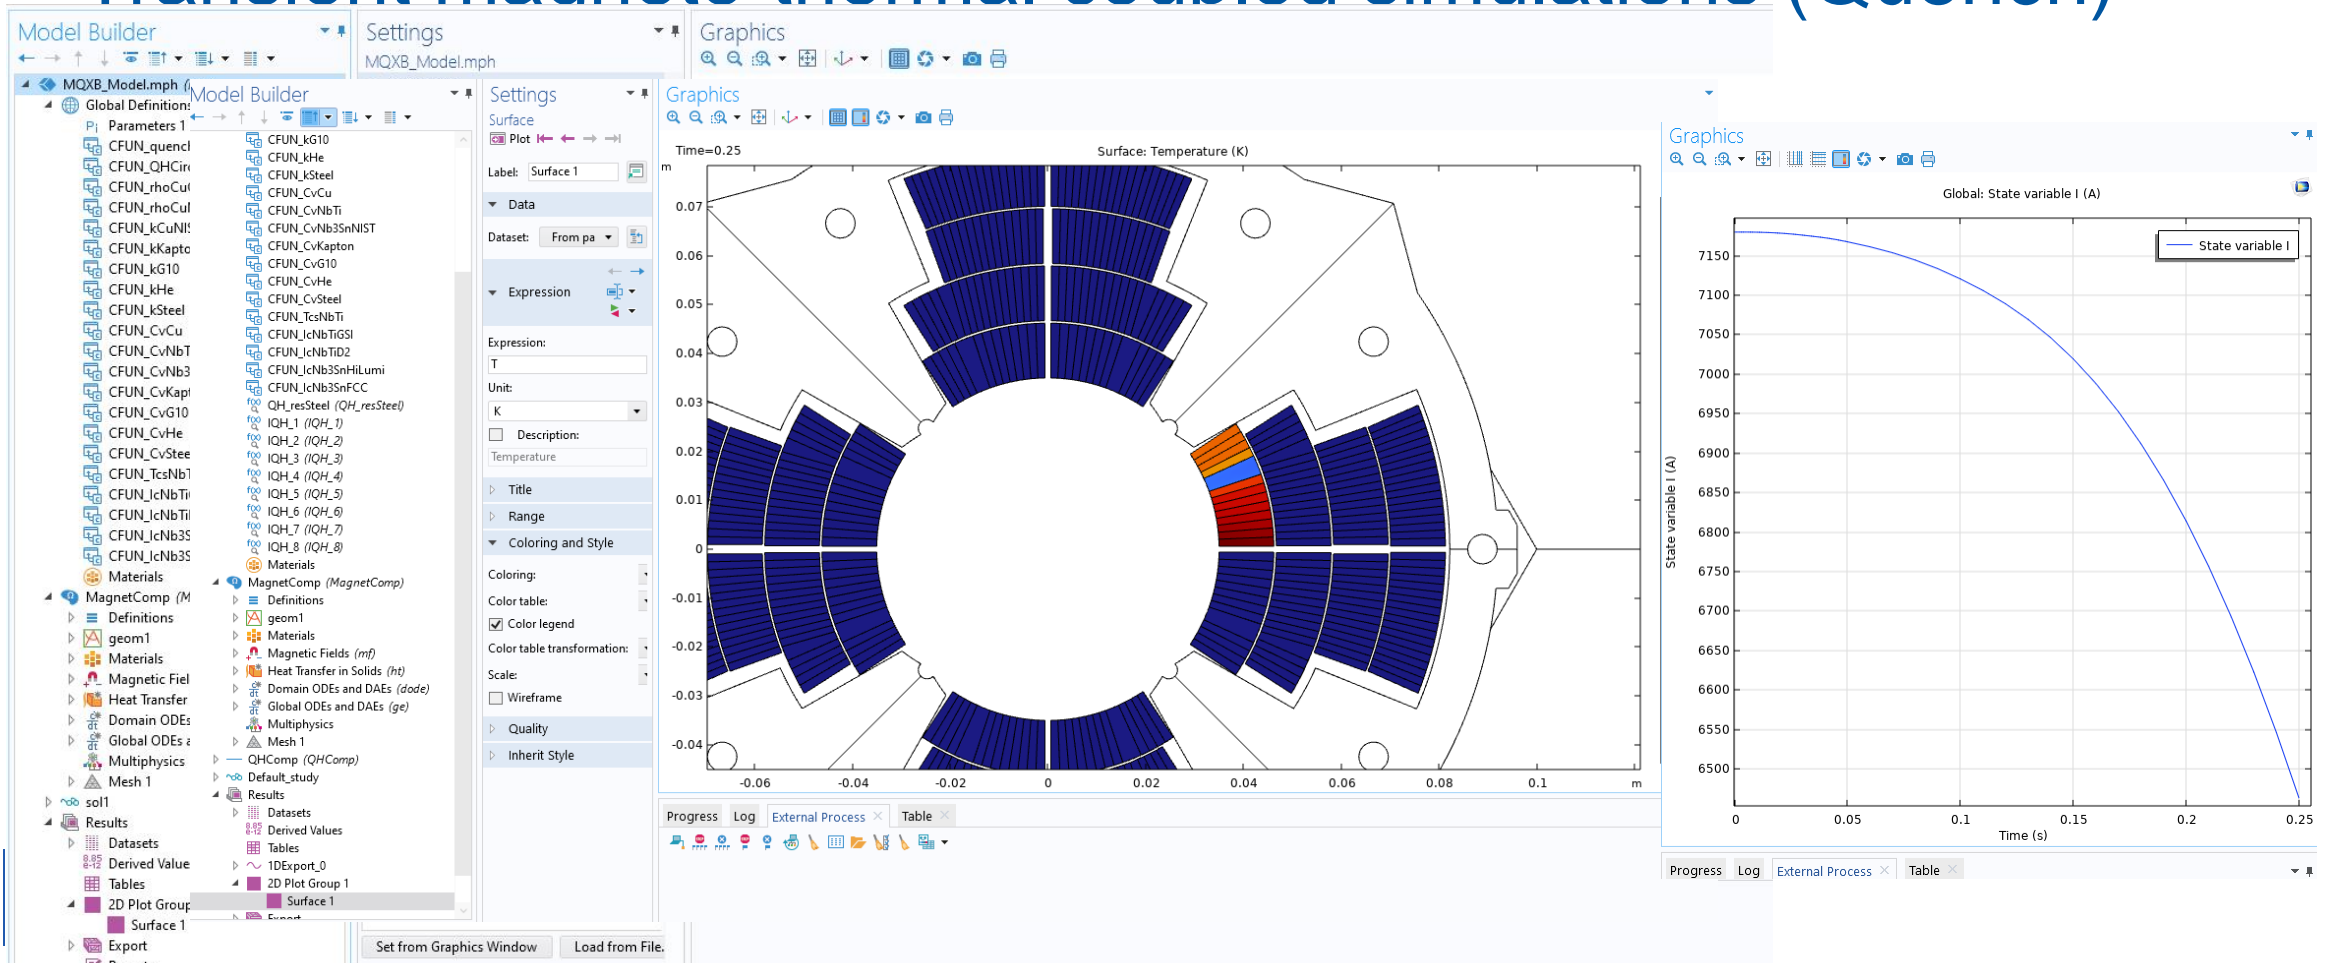 Transient magneto-thermal coupled simulations (Quench)
Model Builder
MQXB_Model.mph
Global Definitions
Pi Parameters 1
CFUN_quench
CFUN_QHCir
CFUN_rhoCu
CFUN_rhoCu
CFUN_kCuNIS
CFUN_kKapto
CFUN_kG10
CFUN_kHe
CFUN_kSteel
CFUN_CvCu
CFUN_CvNbT
CFUN_CvNb3
CFUN_CvKapt
CFUN_CvG10
CFUN_CvHe
CFUN_CvStee
CFUN_TcsNbT
CFUN_IcNbTi
CFUN_IcNbTi
CFUN_IcNb3S
CFUN_IcNb3S
Materials
MagnetComp (M
Definitions
geom1
Materials
Magnetic Fiel
Heat Transfer
Domain ODEs
Global ODEs a
Multiphysics
Mesh 1
sol1
Results
Datasets
Derived Value
Tables
2D Plot Group
Surface 1
Export
Settings
MQXB_Model.mph
Graphics
Model Builder
CFUN_kG10
CFUN_kHe
CFUN_kSteel
CFUN_CvCu
CFUN_CvNbTi
CFUN_CvNb3SnNIST
CFUN_CvKapton
CFUN_CvG10
CFUN_CvHe
CFUN_CvSteel
CFUN_TcsNbTi
CFUN_IcNbTiGSI
CFUN_IcNbTiD2
CFUN_IcNb3SnHiLumi
CFUN_IcNb3SnFCC
QH_resSteel (QH_resSteel)
IQH_1 (IQH_1)
IQH_2 (IQH_2)
IQH_3 (IQH_3)
IQH_4 (IQH_4)
IQH_5 (IQH_5)
IQH_6 (IQH_6)
IQH_7 (IQH_7)
IQH_8 (IQH_8)
Materials
MagnetComp (MagnetComp)
Definitions
geom1
Materials
Magnetic Fields (mf)
Heat Transfer in Solids (ht)
Domain ODEs and DAEs (dode)
Global ODEs and DAEs (ge)
Multiphysics
Mesh 1
QHComp (QHComp)
Default_study
Results
Datasets
Derived Values
Tables
1DExport_0
2D Plot Group 1
Surface 1
Export
Settings
Surface
Plot
Label: Surface 1
Data
Dataset: From pa
Expression
Expression:
T
Unit:
K
Description:
Temperature
Title
Range
Coloring and Style
Coloring:
Color table:
Color legend
Color table transformation:
Scale:
Wireframe
Quality
Inherit Style
Set from Graphics Window
Load from File.
Graphics
Time=0.25
Surface: Temperature (K)
m
0.07
0.06
0.05
0.04
0.03
0.02
0.01
0
-0.01
-0.02
-0.03
-0.04
-0.06 -0.04 -0.02 0 0.02 0.04 0.06 0.08 0.1 m
Progress Log External Process Table
Graphics
Global: State variable I (A)
State variable I
State variable I (A)
7150
7100
7050
7000
6950
6900
6850
6800
6750
6700
6650
6600
6550
6500
0 0.05 0.1 0.15 0.2 0.25
Time (s)
Progress Log External Process Table